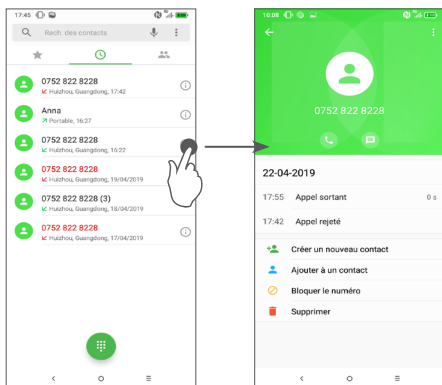 17:45
Rech. des contacts
0752 822 8228
Huizhou, Guangdong, 17:42
Anna
Portable, 16:27
0752 822 8228
Huizhou, Guangdong, 16:22
0752 822 8228
Huizhou, Guangdong, 19/04/2019
0752 822 8228 (3)
Huizhou, Guangdong, 18/04/2019
0752 822 8228
Huizhou, Guangdong, 17/04/2019
10:08
0752 822 8228
22-04-2019
17:55 Appel sortant 0 s
17:42 Appel rejeté
Créer un nouveau contact
Ajouter à un contact
Bloquer le numéro
Supprimer